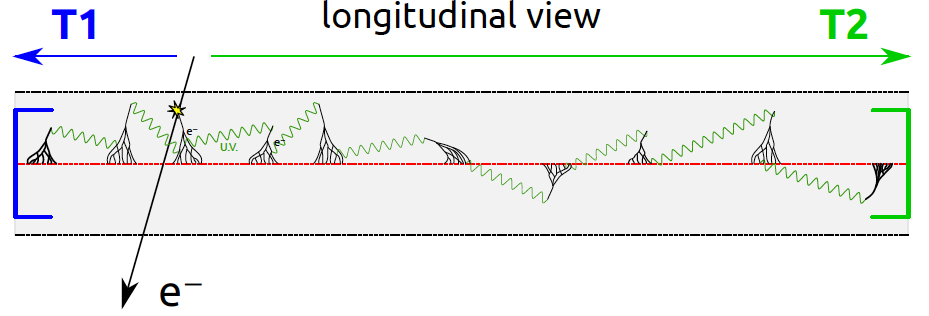 longitudinal view
T1
T2
e⁻
e⁻
U.V.
e⁻